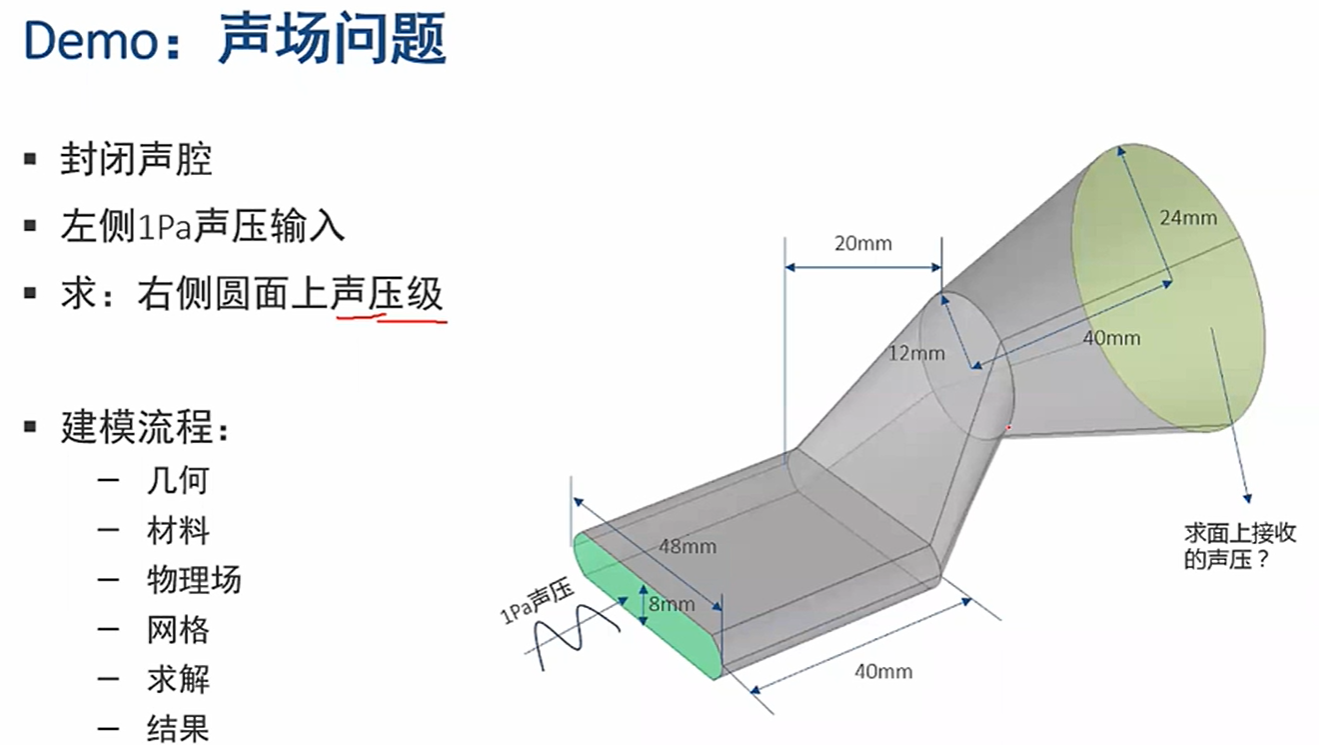 Demo：声场问题
▪ 封闭声腔
▪ 左侧1Pa声压输入
▪ 求：右侧圆面上声压级
▪ 建模流程：
– 几何
– 材料
– 物理场
– 网格
– 求解
– 结果
24mm
20mm
40mm
12mm
48mm
1Pa声压
8mm
40mm
求面上接收
的声压？